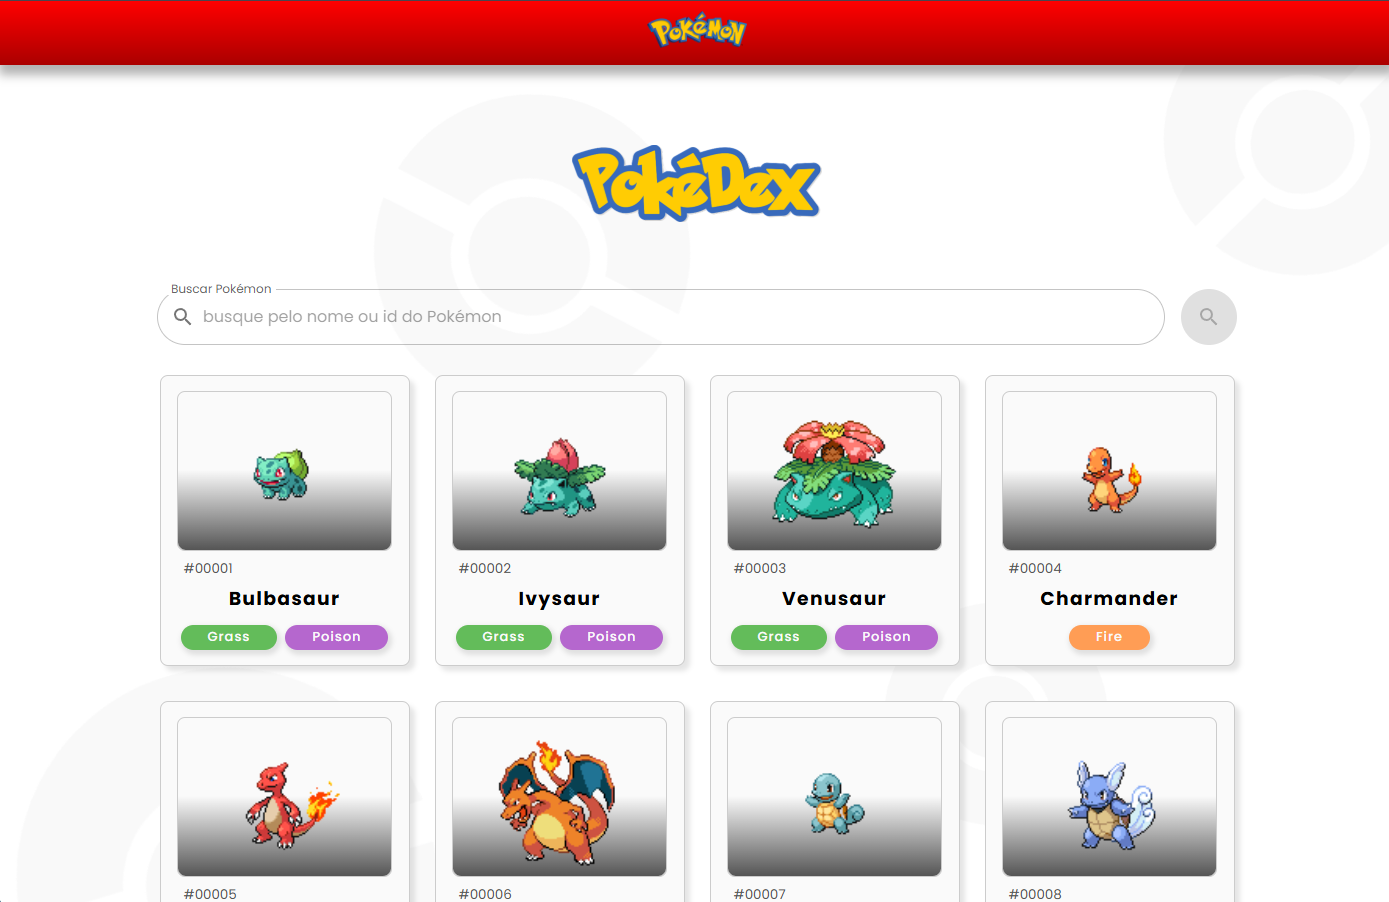 POKéMON
PokéDex
Buscar Pokémon
busque pelo nome ou id do Pokémon
#00001
Bulbasaur
Grass Poison
#00002
Ivysaur
Grass Poison
#00003
Venusaur
Grass Poison
#00004
Charmander
Fire
#00005
#00006
#00007
#00008